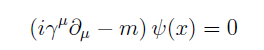 (iγ^μ ∂_μ − m) ψ(x) = 0